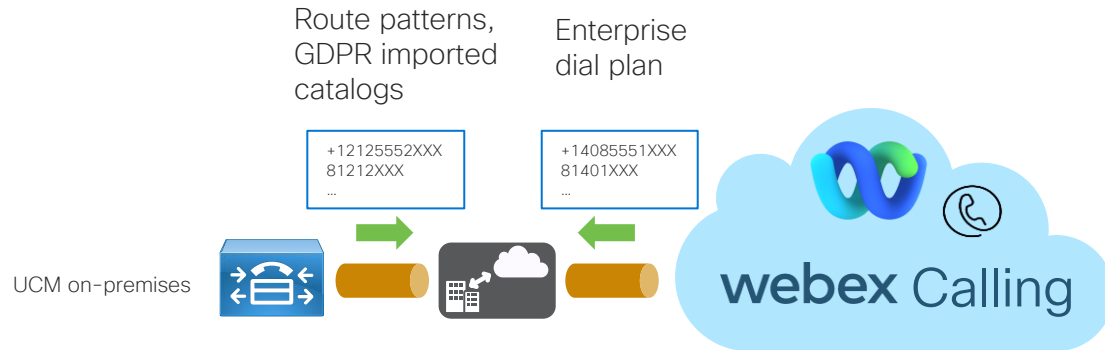 Route patterns,
GDPR imported
catalogs
Enterprise
dial plan
+12125552XXX
81212XXX
...
+14085551XXX
81401XXX
...
UCM on-premises
webex Calling